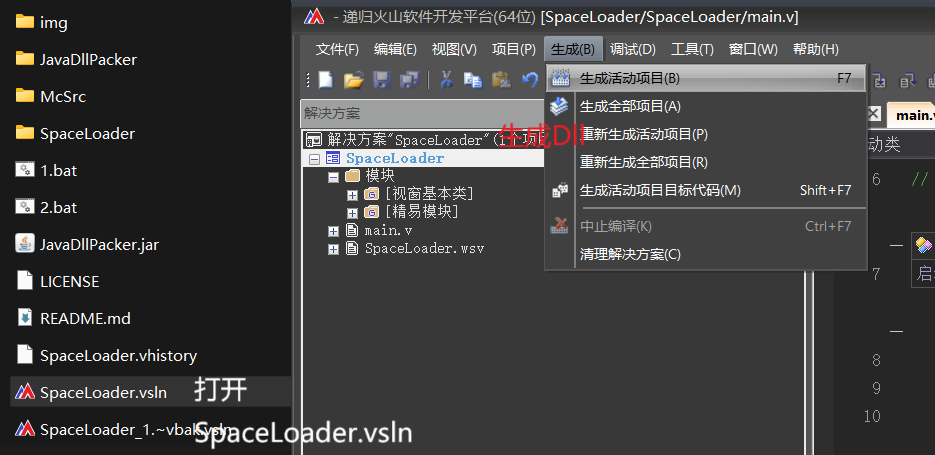 img
JavaDllPacker
McSrc
SpaceLoader
1.bat
2.bat
JavaDllPacker.jar
LICENSE
README.md
SpaceLoader.vhistory
SpaceLoader.vsln
SpaceLoader_1.~vbak.vsln
打开
SpaceLoader.vsln
- 递归火山软件开发平台(64位) [SpaceLoader/SpaceLoader/main.v]
文件(F) 编辑(E) 视图(V) 项目(P) 生成(B) 调试(D) 工具(T) 窗口(W) 帮助(H)
解决方案
解决方案"SpaceLoader"(1个项
SpaceLoader
模块
[视窗基本类]
[精易模块]
main.v
SpaceLoader.wsv
生成Dll
生成活动项目(B) F7
生成全部项目(A)
重新生成活动项目(P)
重新生成全部项目(R)
生成活动项目目标代码(M) Shift+F7
中止编译(K) Ctrl+F7
清理解决方案(C)
main.v
动类
6 //
7 启
8
9
10